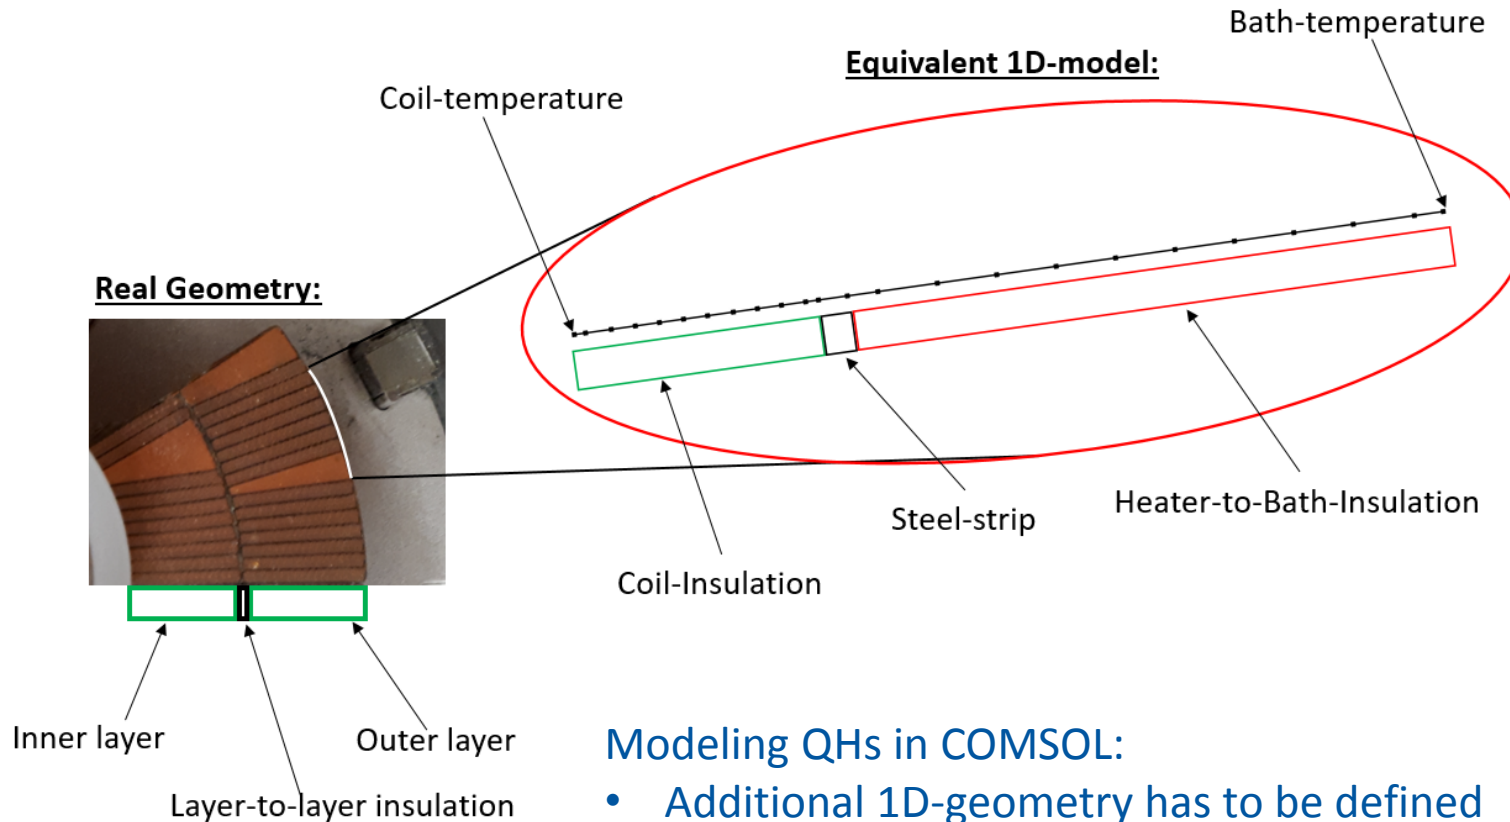 Bath-temperature
Equivalent 1D-model:
Coil-temperature
Real Geometry:
Heater-to-Bath-Insulation
Steel-strip
Coil-Insulation
Inner layer
Outer layer
Layer-to-layer insulation
Modeling QHs in COMSOL:
• Additional 1D-geometry has to be defined